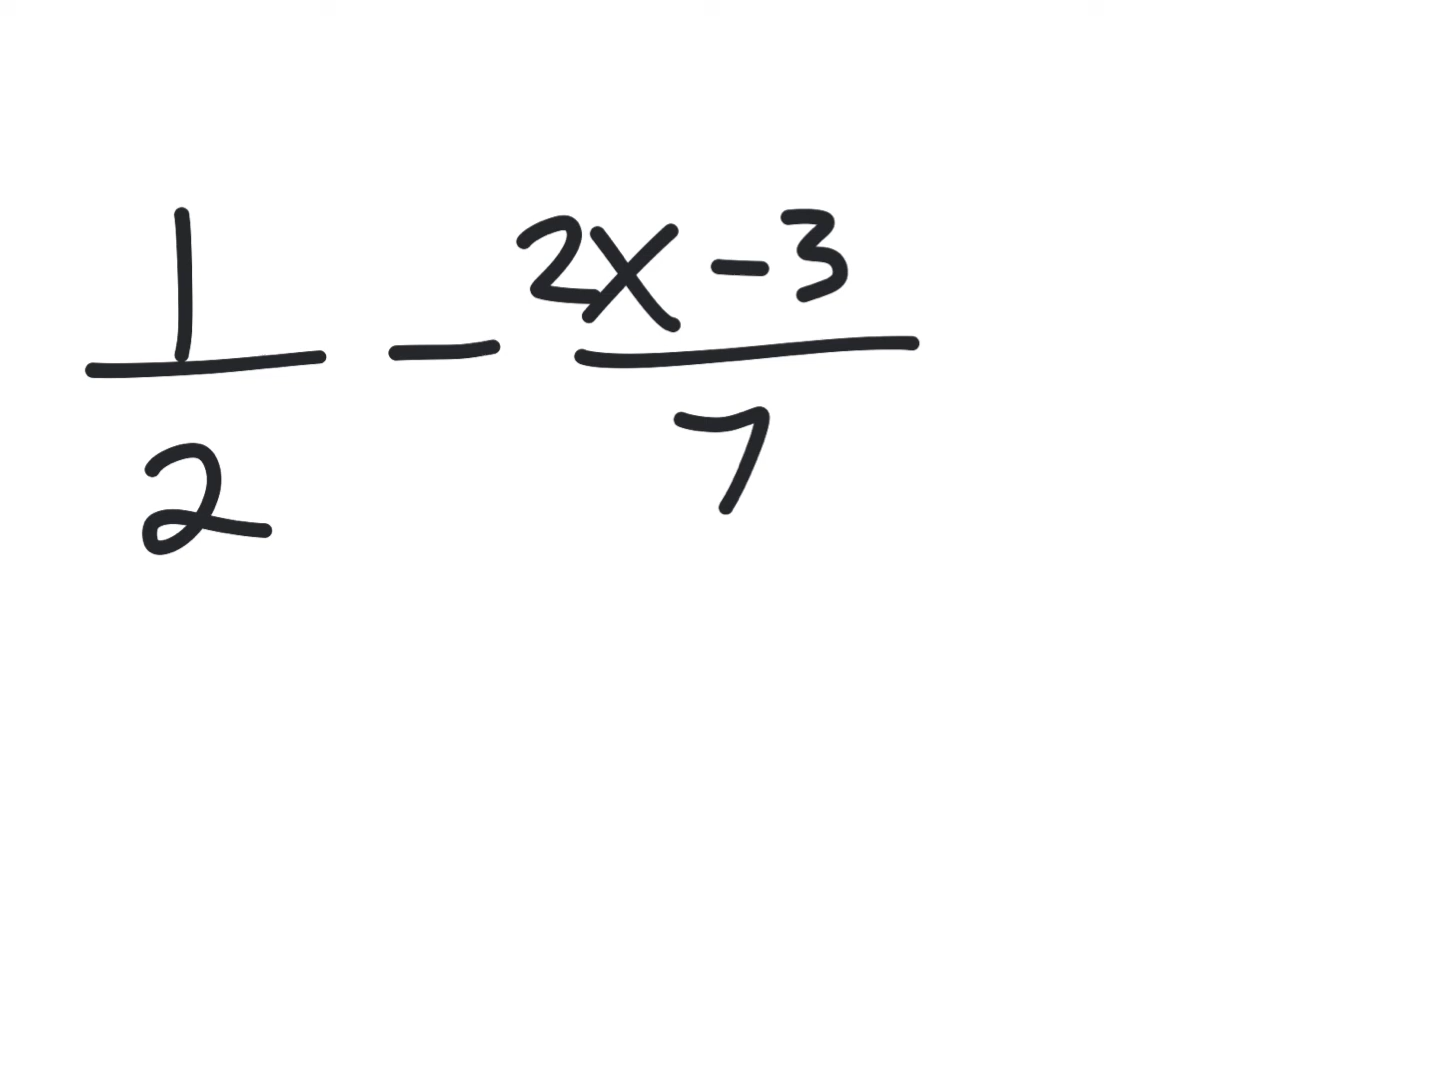 1/2 - (2x - 3)/7